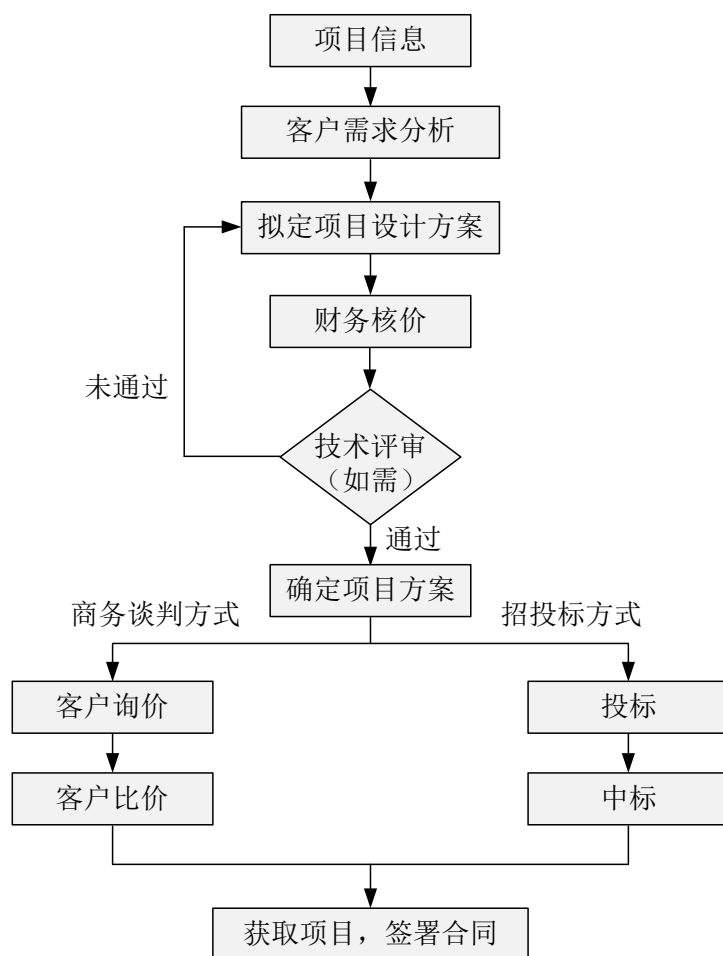 项目信息
客户需求分析
拟定项目设计方案
财务核价
未通过
技术评审
（如需）
通过
确定项目方案
商务谈判方式
招投标方式
客户询价
投标
客户比价
中标
获取项目，签署合同